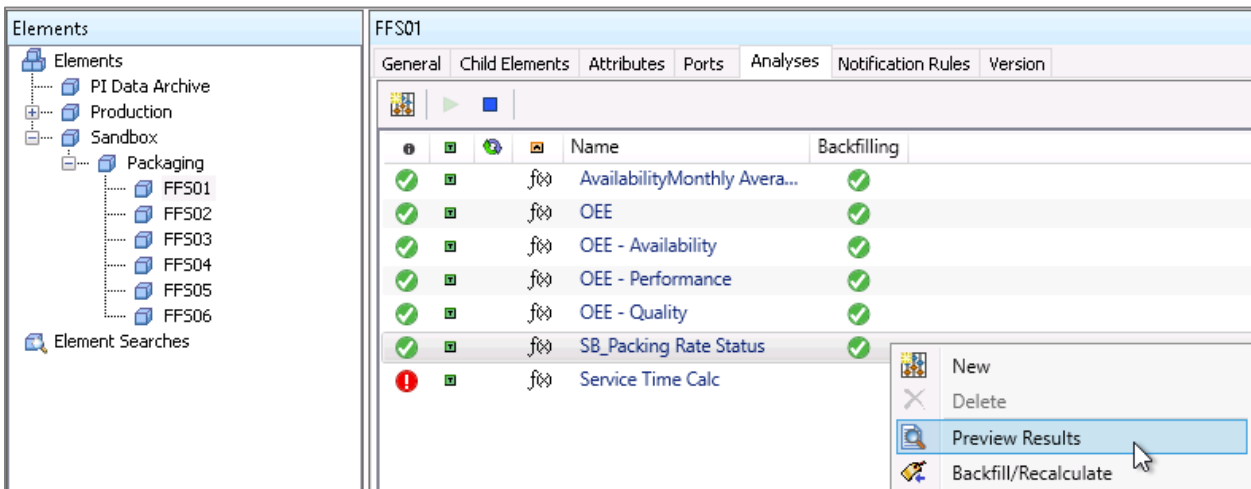 Elements
Elements
PI Data Archive
Production
Sandbox
Packaging
FFS01
FFS02
FFS03
FFS04
FFS05
FFS06
Element Searches
FFS01
General Child Elements Attributes Ports Analyses Notification Rules Version
Name Backfilling
f(x) AvailabilityMonthly Avera...
f(x) OEE
f(x) OEE - Availability
f(x) OEE - Performance
f(x) OEE - Quality
f(x) SB_Packing Rate Status
f(x) Service Time Calc
New
Delete
Preview Results
Backfill/Recalculate